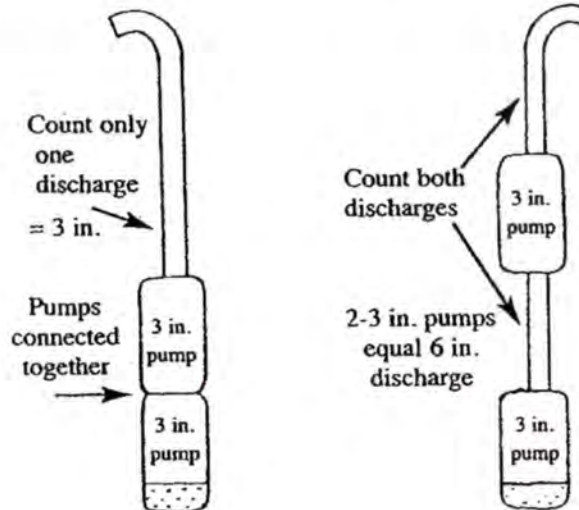 Count only
one
discharge
= 3 in.
Pumps
connected
together
3 in.
pump
3 in.
pump
Count both
discharges
2-3 in. pumps
equal 6 in.
discharge
3 in.
pump
3 in.
pump